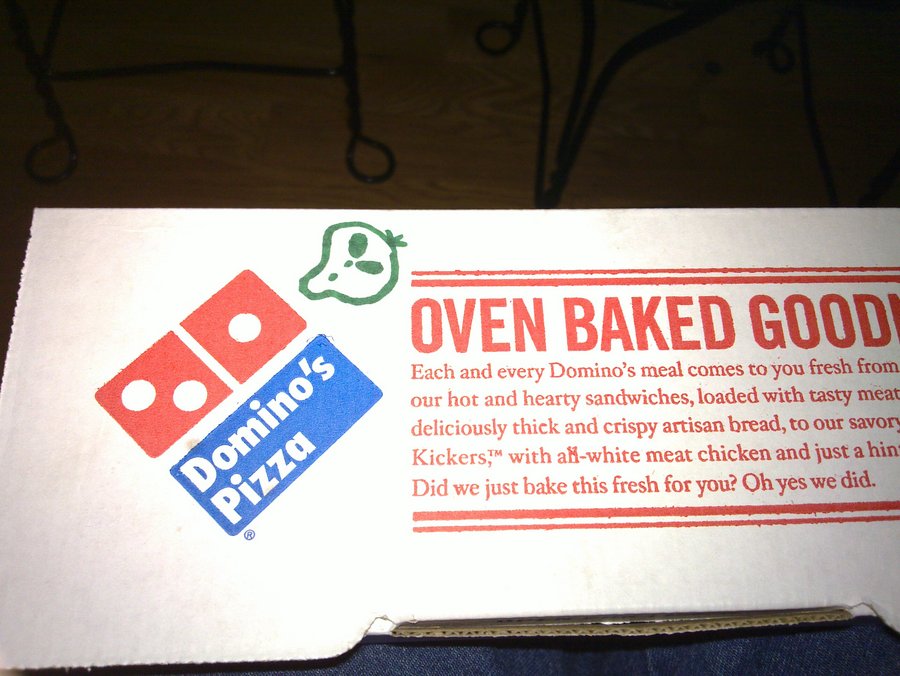 Domino's
Pizza
®
OVEN BAKED
Each and every Domino's meal comes to you fresh from
our hot and hearty sandwiches, loaded with tasty meat
deliciously thick and crispy artisan bread, to our savory
Kickers,™ with all-white meat chicken and just a
Did we just bake this fresh for you? Oh yes we did.